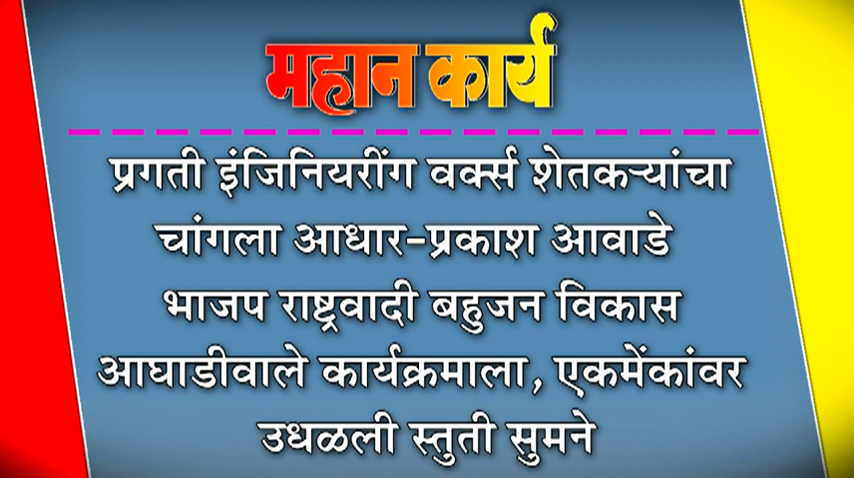 महान कार्य
प्रगती इंजिनियरींग वर्क्स शेतकऱ्यांचा
चांगला आधार-प्रकाश आवाडे
भाजप राष्ट्रवादी बहुजन विकास
आघाडीवाले कार्यक्रमाला, एकमेंकांवर
उधळली स्तुती सुमने